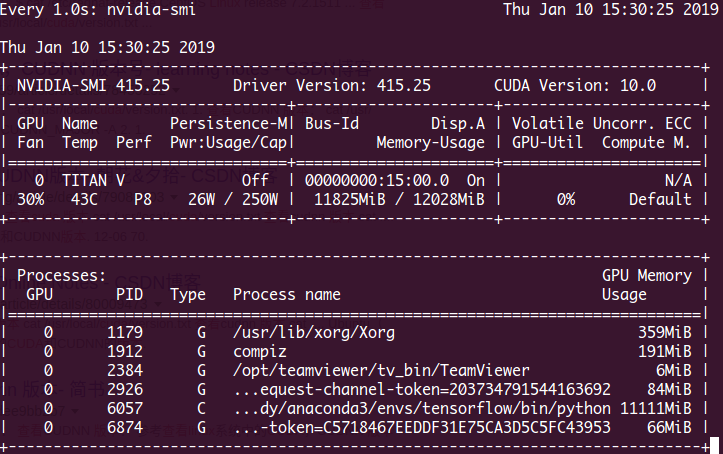 Every 1.0s: nvidia-smi Thu Jan 10 15:30:25 2019
Thu Jan 10 15:30:25 2019
+-----------------------------------------------------------------------------+
| NVIDIA-SMI 415.25 Driver Version: 415.25 CUDA Version: 10.0 |
|-------------------------------+----------------------+----------------------+
| GPU Name Persistence-M| Bus-Id Disp.A | Volatile Uncorr. ECC |
| Fan Temp Perf Pwr:Usage/Cap| Memory-Usage | GPU-Util Compute M. |
|===============================+======================+======================|
| 0 TITAN V Off | 00000000:15:00.0 On | N/A |
| 30% 43C P8 26W / 250W | 11825MiB / 12028MiB | 0% Default |
+-------------------------------+----------------------+----------------------+
+-----------------------------------------------------------------------------+
| Processes: GPU Memory |
| GPU PID Type Process name Usage |
|=============================================================================|
| 0 1179 G /usr/lib/xorg/Xorg 359MiB |
| 0 1912 G compiz 191MiB |
| 0 2384 G /opt/teamviewer/tv_bin/TeamViewer 6MiB |
| 0 2926 G ...equest-channel-token=203734791544163692 84MiB |
| 0 6057 C ...dy/anaconda3/envs/tensorflow/bin/python 11111MiB |
| 0 6874 G ...-token=C5718467EEDDF31E75CA3D5C5FC43953 66MiB |
+-----------------------------------------------------------------------------+